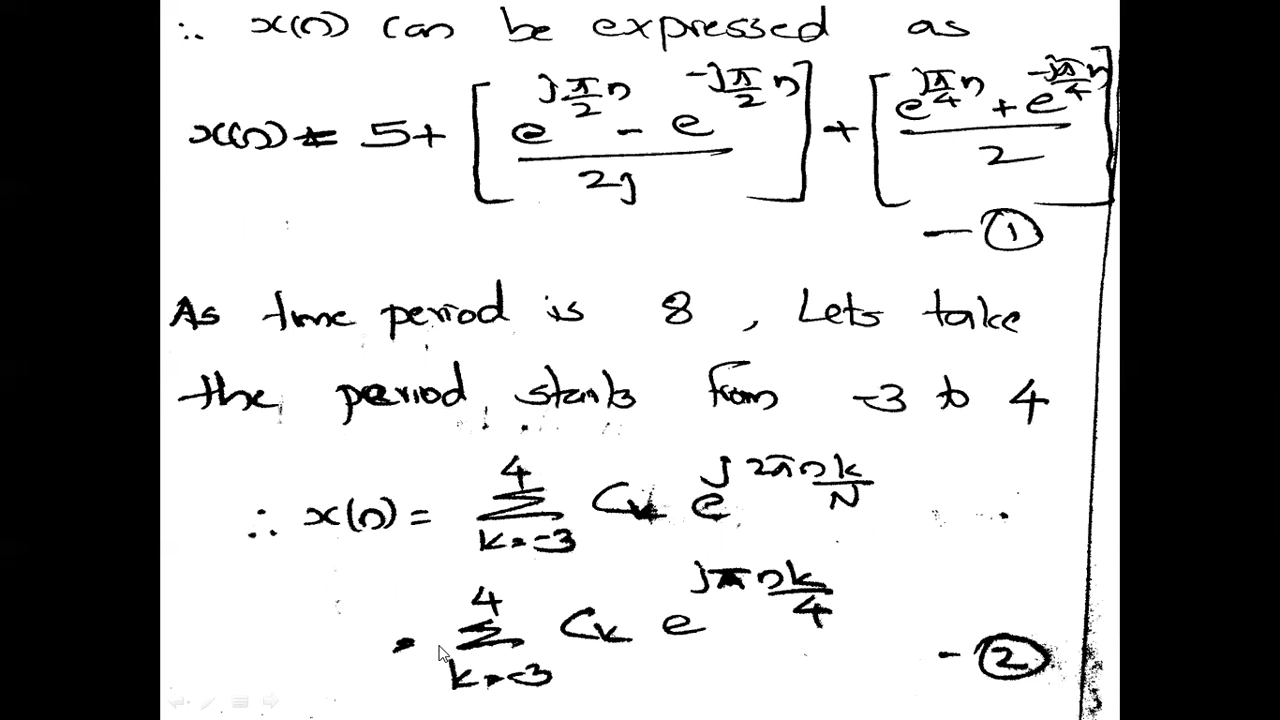 ∴ x(n) can be expressed as
x(n) = 5 + [ (e^{jπ/2 n} - e^{-jπ/2 n}) / 2j ] + [ (e^{jπ/4 n} + e^{-jπ/4 n}) / 2 ]
- ①
As time period is 8, Lets take
the period starts from -3 to 4
∴ x(n) = Σ_{k=-3}^{4} C_k e^{j2πnk/N}
= Σ_{k=-3}^{4} C_k e^{jπnk/4} - ②